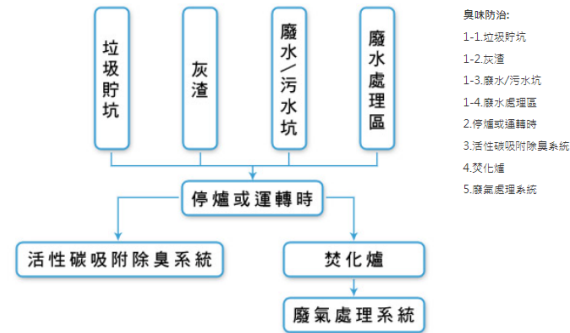 垃圾貯坑
灰渣
廢水/污水坑
廢水處理區
停爐或運轉時
活性碳吸附除臭系統
焚化爐
廢氣處理系統
臭味防治:
1-1.垃圾貯坑
1-2.灰渣
1-3.廢水/污水坑
1-4.廢水處理區
2.停爐或運轉時
3.活性碳吸附除臭系統
4.焚化爐
5.廢氣處理系統